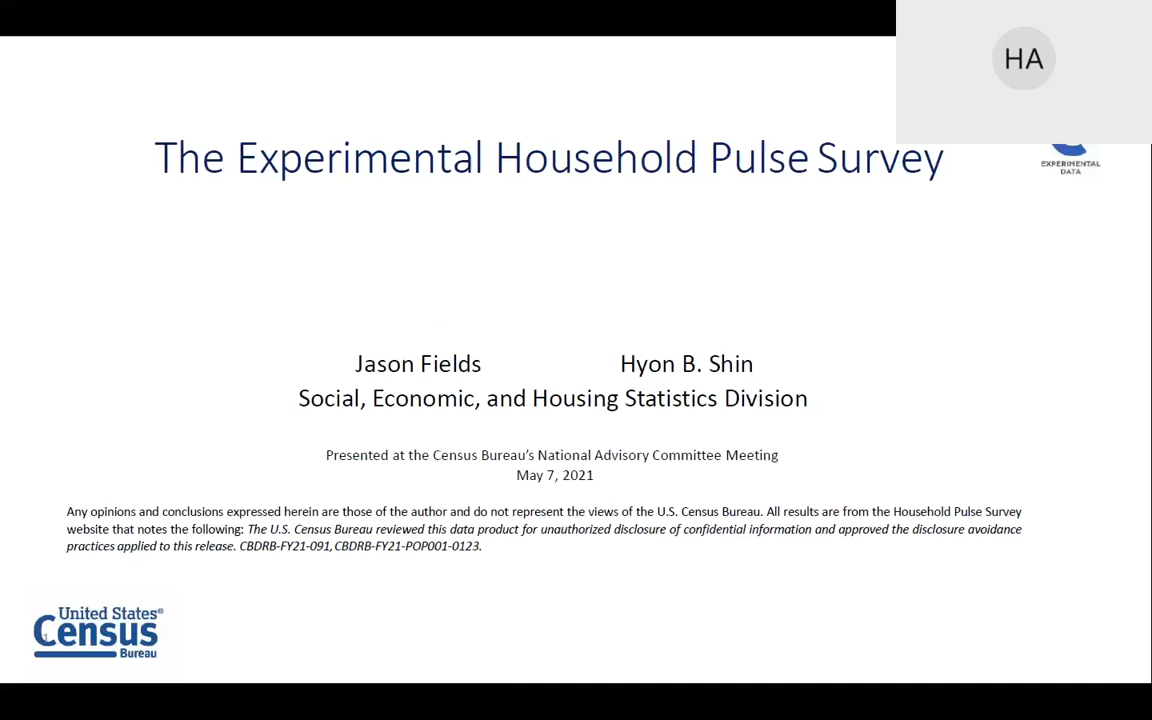 HA
The Experimental Household Pulse Survey
EXPERIMENTAL
DATA
Jason Fields Hyon B. Shin
Social, Economic, and Housing Statistics Division
Presented at the Census Bureau’s National Advisory Committee Meeting
May 7, 2021
Any opinions and conclusions expressed herein are those of the author and do not represent the views of the U.S. Census Bureau. All results are from the Household Pulse Survey
website that notes the following: The U.S. Census Bureau reviewed this data product for unauthorized disclosure of confidential information and approved the disclosure avoidance
practices applied to this release. CBDRB-FY21-091, CBDRB-FY21-POP001-0123.
United States®
Census
Bureau
1